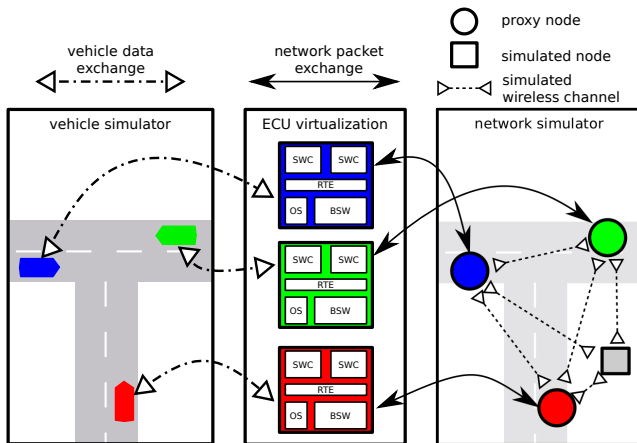 vehicle data
exchange
network packet
exchange
proxy node
simulated node
simulated
wireless channel
vehicle simulator
ECU virtualization
network simulator
SWC SWC
RTE
OS BSW
SWC SWC
RTE
OS BSW
SWC SWC
RTE
OS BSW